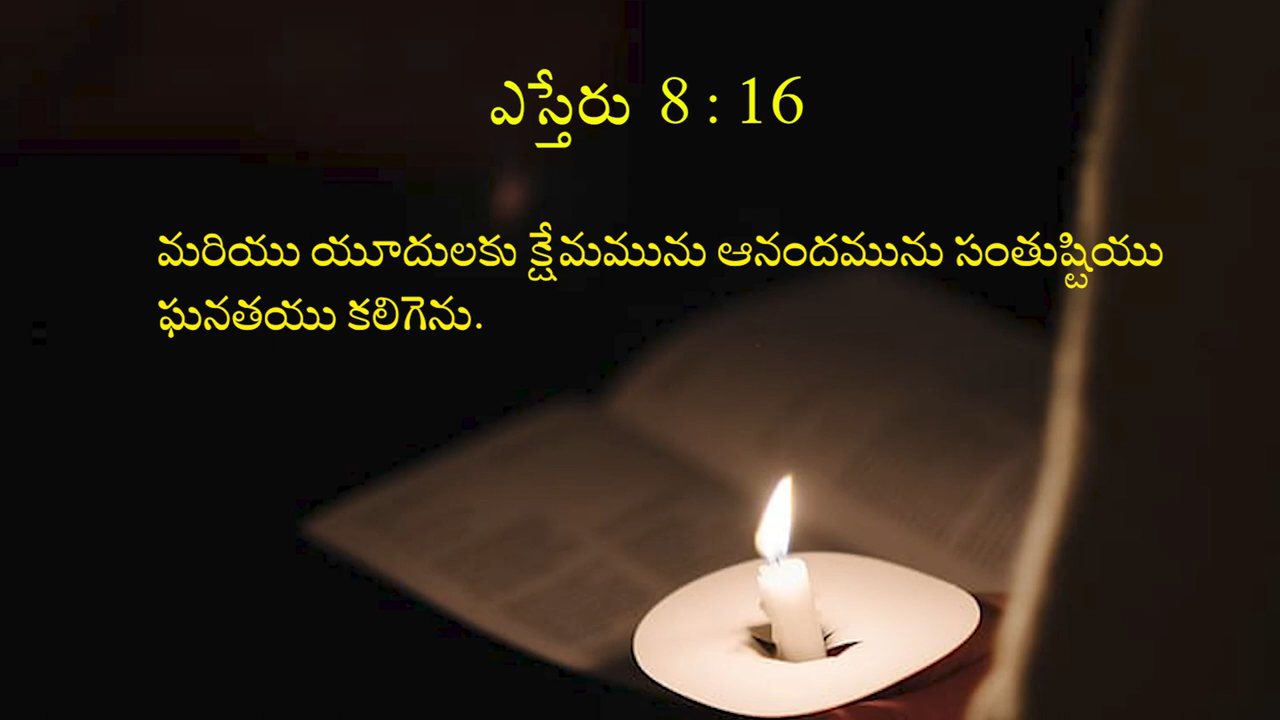 ఎస్తేరు 8 : 16
మరియు యూదులకు క్షేమమును ఆనందమును సంతుష్టియు
ఘనతయు కలిగెను.